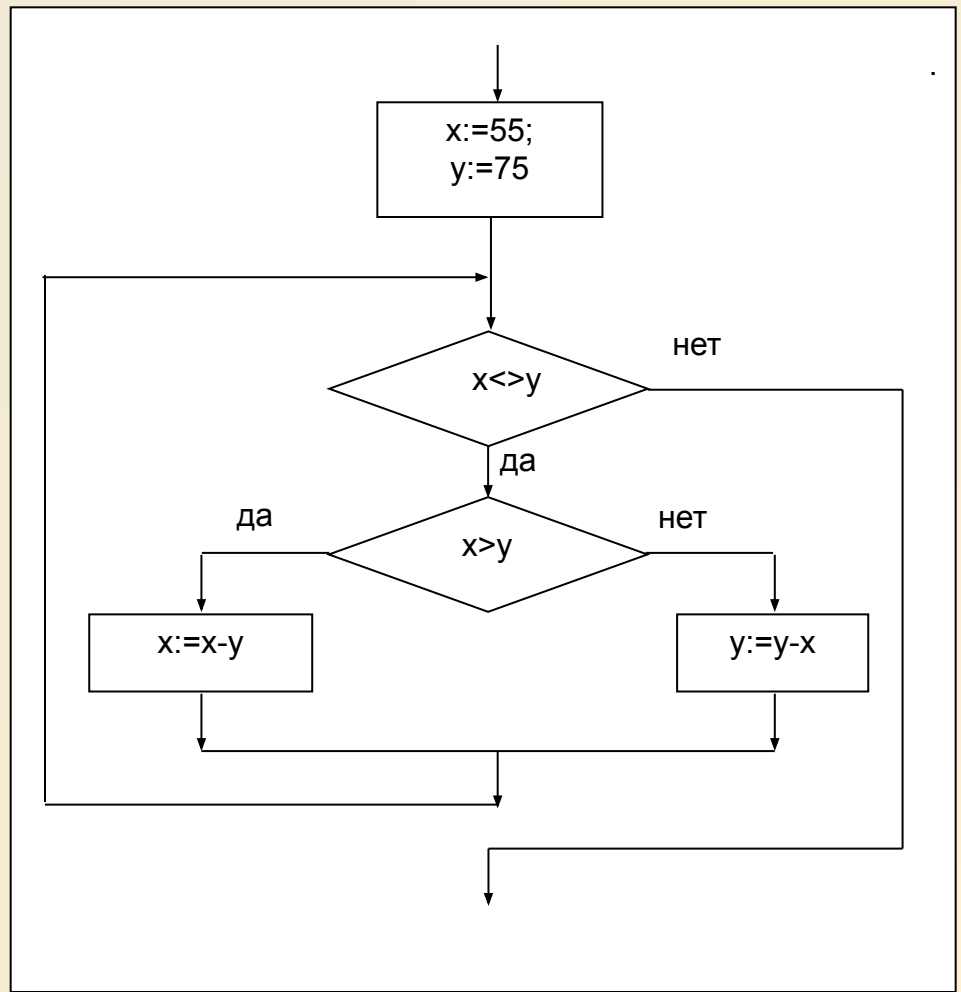 .
x:=55;
y:=75
нет
x<>y
да
да
x>y
нет
x:=x-y
y:=y-x